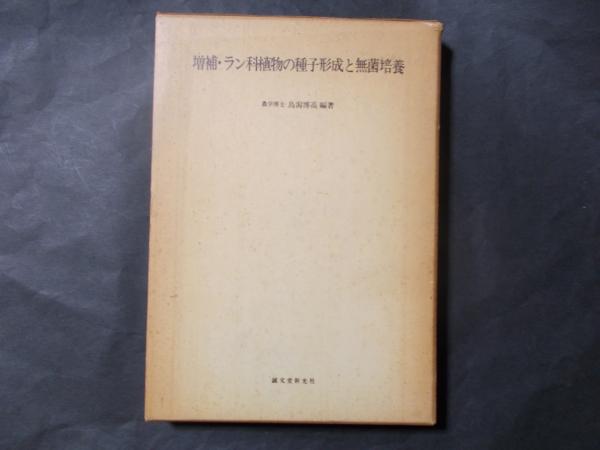 増補・ラン科植物の種子形成と無菌培養
農学博士 鳥潟博高 編著
誠文堂新光社